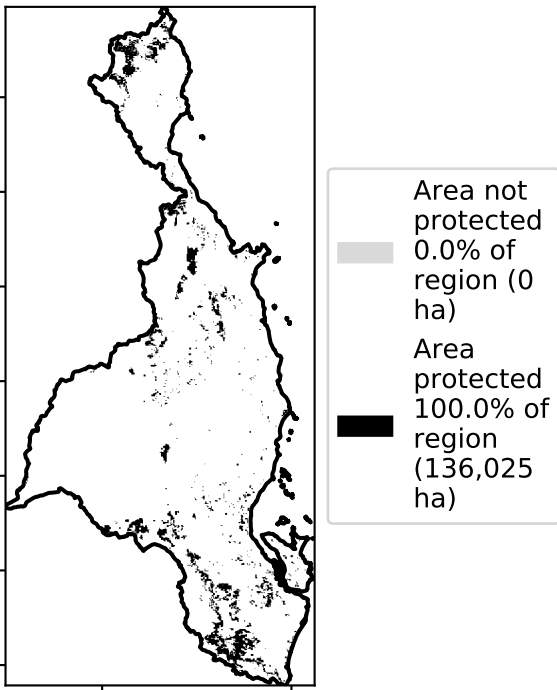 Area not
protected
0.0% of
region (0
ha)
Area
protected
100.0% of
region
(136,025
ha)